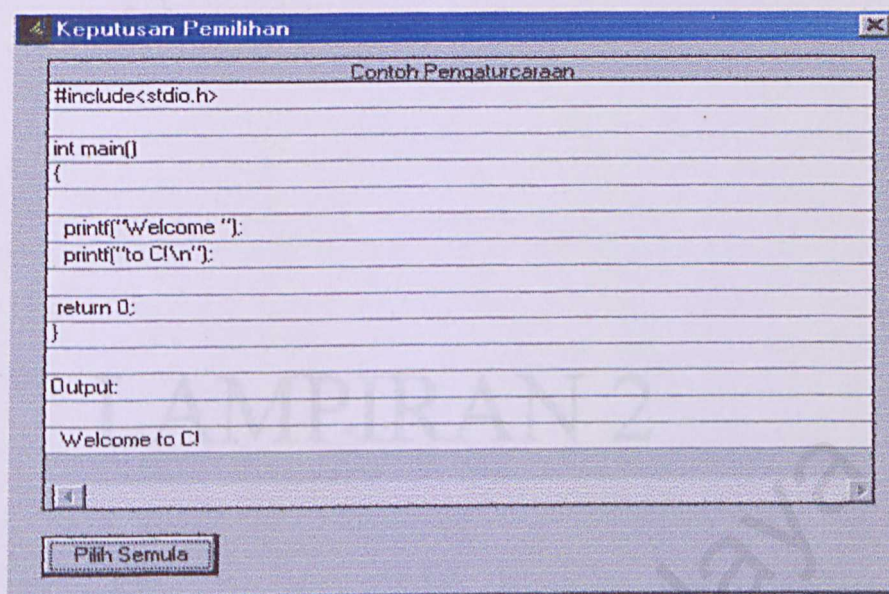 Keputusan Pemilihan
Contoh Pengaturcaraan
#include<stdio.h>
int main()
{
printf("Welcome ");
printf("to C!\n");
return 0;
}
Output:
Welcome to C!
Pilih Semula
LAMPIRAN 2